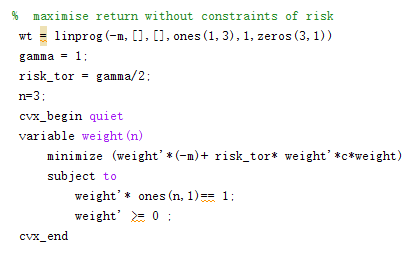 % maximise return without constraints of risk
wt = linprog(-m,[],[],ones(1,3),1,zeros(3,1))
gamma = 1;
risk_tor = gamma/2;
n=3;
cvx_begin quiet
variable weight(n)
minimize (weight'*(-m)+ risk_tor* weight'*c*weight)
subject to
weight'* ones(n,1)== 1;
weight' >= 0 ;
cvx_end